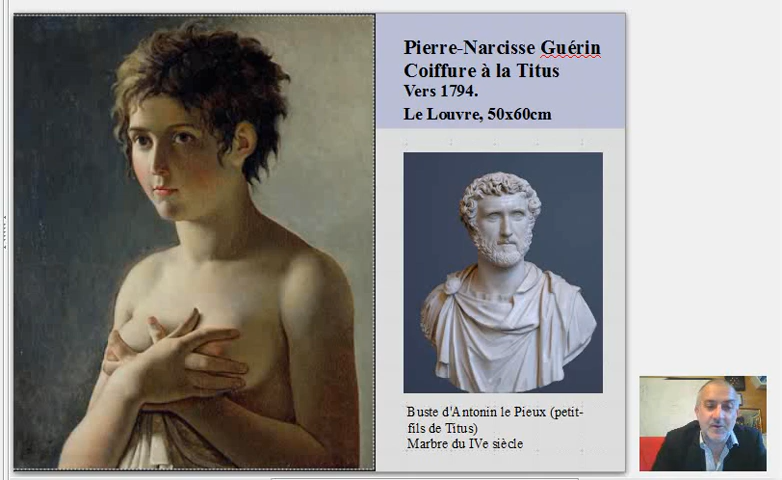 Pierre-Narcisse Guérin
Coiffure à la Titus
Vers 1794.
Le Louvre, 50x60cm
Buste d'Antonin le Pieux (petit-
fils de Titus)
Marbre du IVe siècle